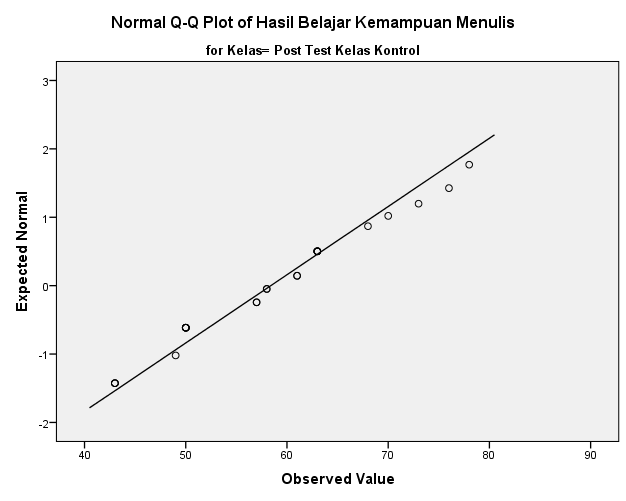 Normal Q-Q Plot of Hasil Belajar Kemampuan Menulis
for Kelas= Post Test Kelas Kontrol
Expected Normal
3
2
1
0
-1
-2
40 50 60 70 80 90
Observed Value